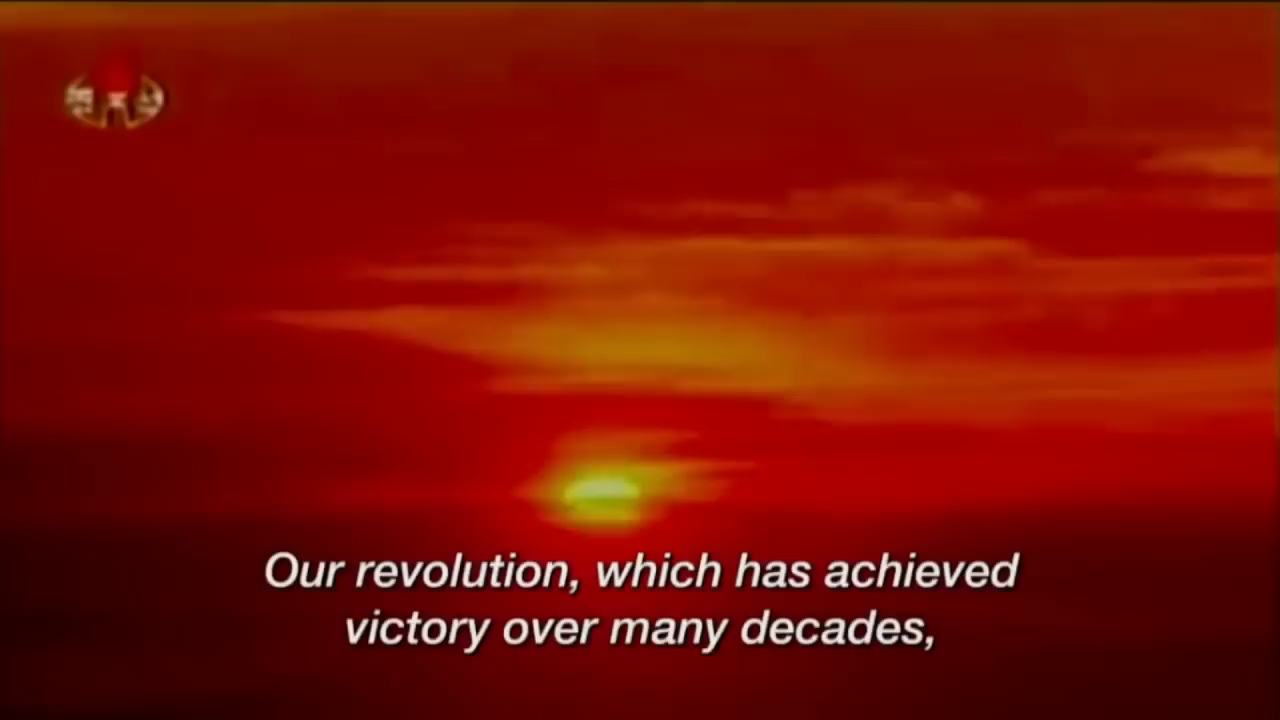 Our revolution, which has achieved
victory over many decades,